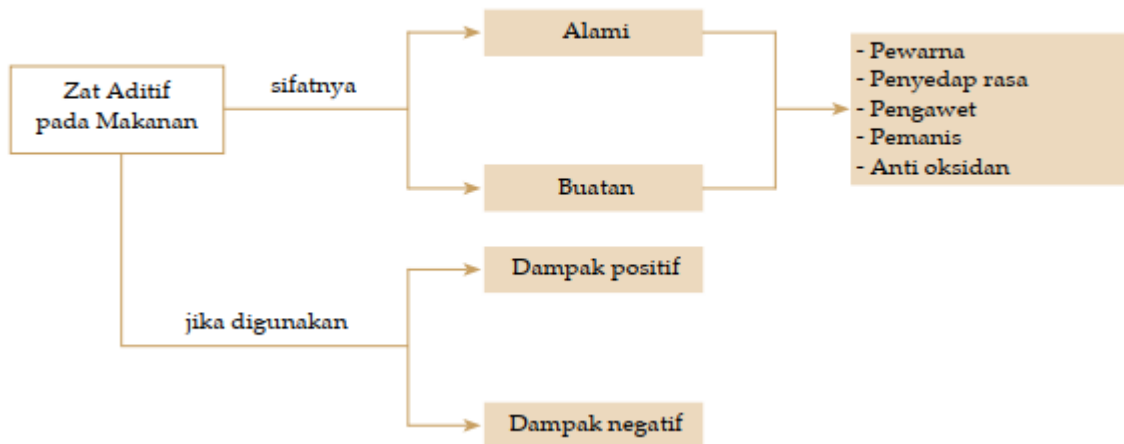 Zat Aditif
pada Makanan
sifatnya
Alami
Buatan
- Pewarna
- Penyedap rasa
- Pengawet
- Pemanis
- Anti oksidan
jika digunakan
Dampak positif
Dampak negatif